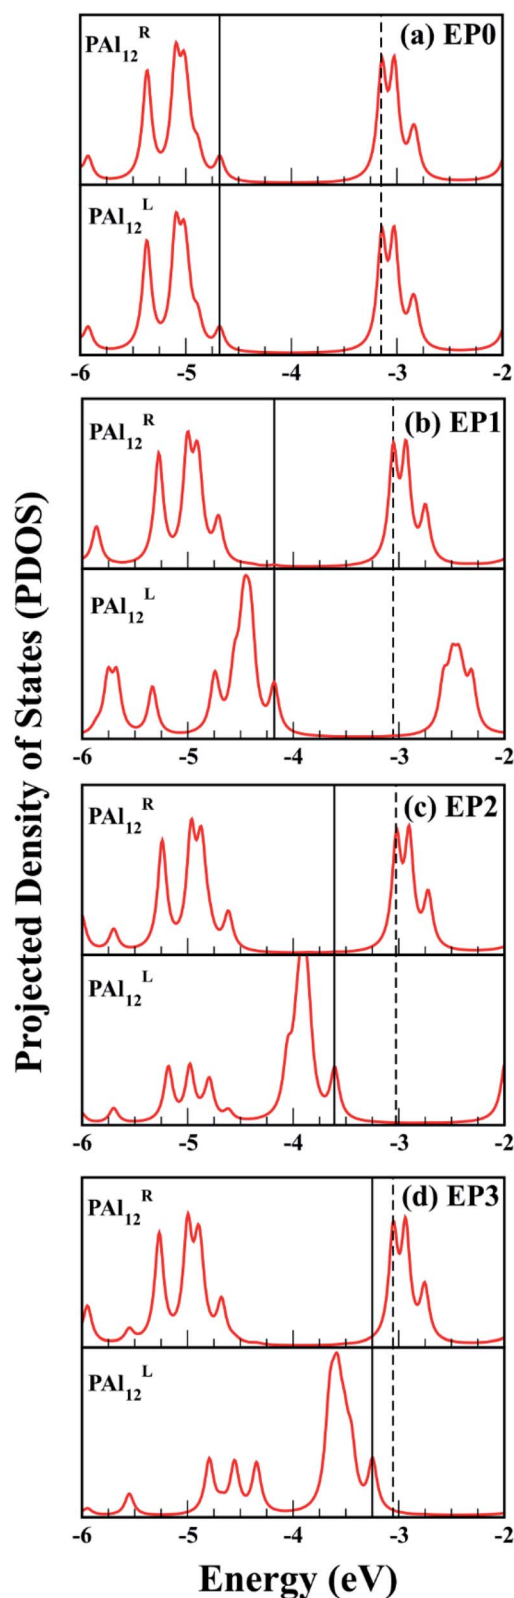 Projected Density of States (PDOS)
PAl12R
(a) EP0
PAl12L
-6 -5 -4 -3 -2
PAl12R
(b) EP1
PAl12L
-6 -5 -4 -3 -2
PAl12R
(c) EP2
PAl12L
-6 -5 -4 -3 -2
PAl12R
(d) EP3
PAl12L
-6 -5 -4 -3 -2
Energy (eV)